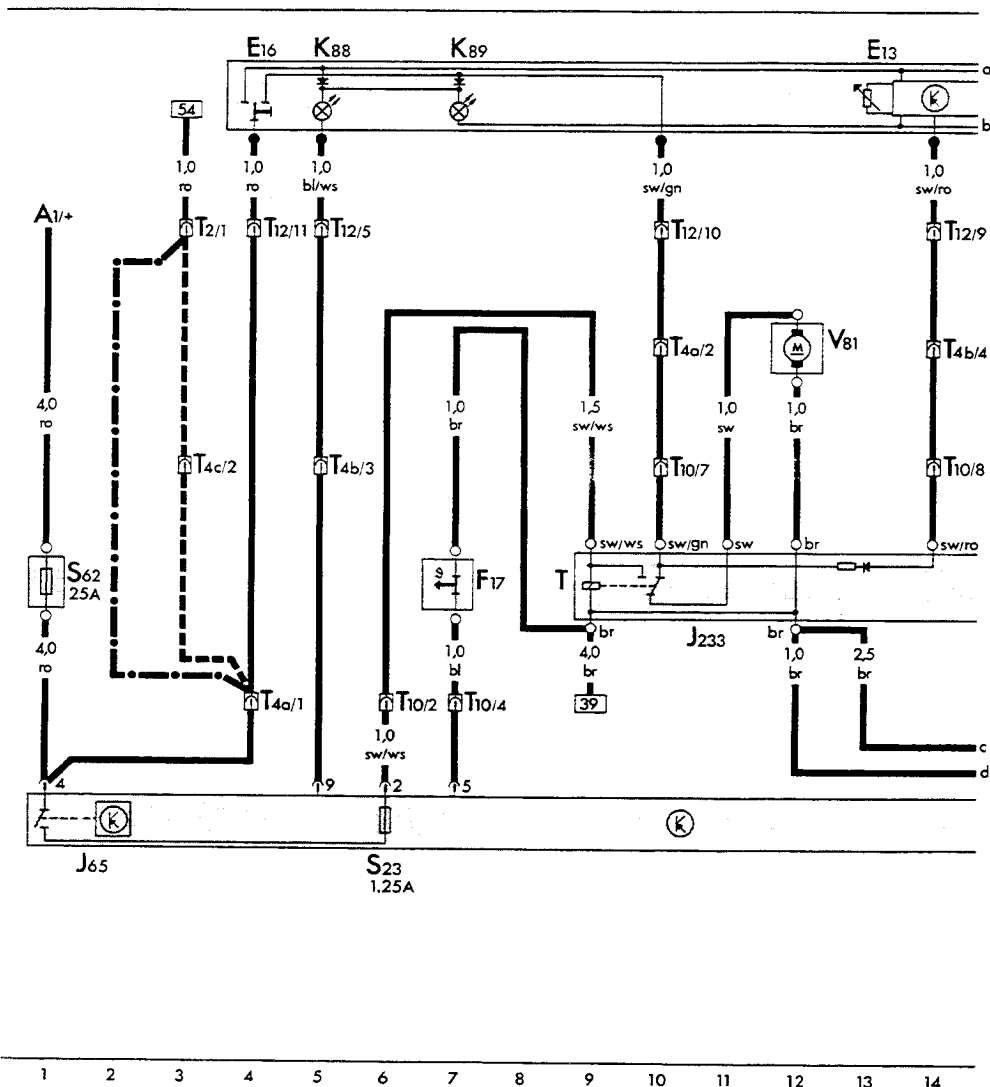 E16 K88 K89 E13
a
54
b
1,0 1,0 1,0 1,0 1,0
ro ro bl/ws sw/gn sw/ro
A1/+
T2/1 T12/11 T12/5 T12/10 T12/9
T4a/2 M V81 T4b/4
4,0 1,0 1,5 1,0 1,0
ro br sw/ws sw br
T4c/2 T4b/3 T10/7 T10/8
sw/ws sw/gn sw br sw/ro
S62
25A
F17 T
br J233 br
4,0 1,0 4,0 1,0 2,5
ro bl br br br
T4a/1 T10/2 T10/4 39
1,0
sw/ws
c
d
4 9 2 5
J65 S23
1,25A
1 2 3 4 5 6 7 8 9 10 11 12 13 14